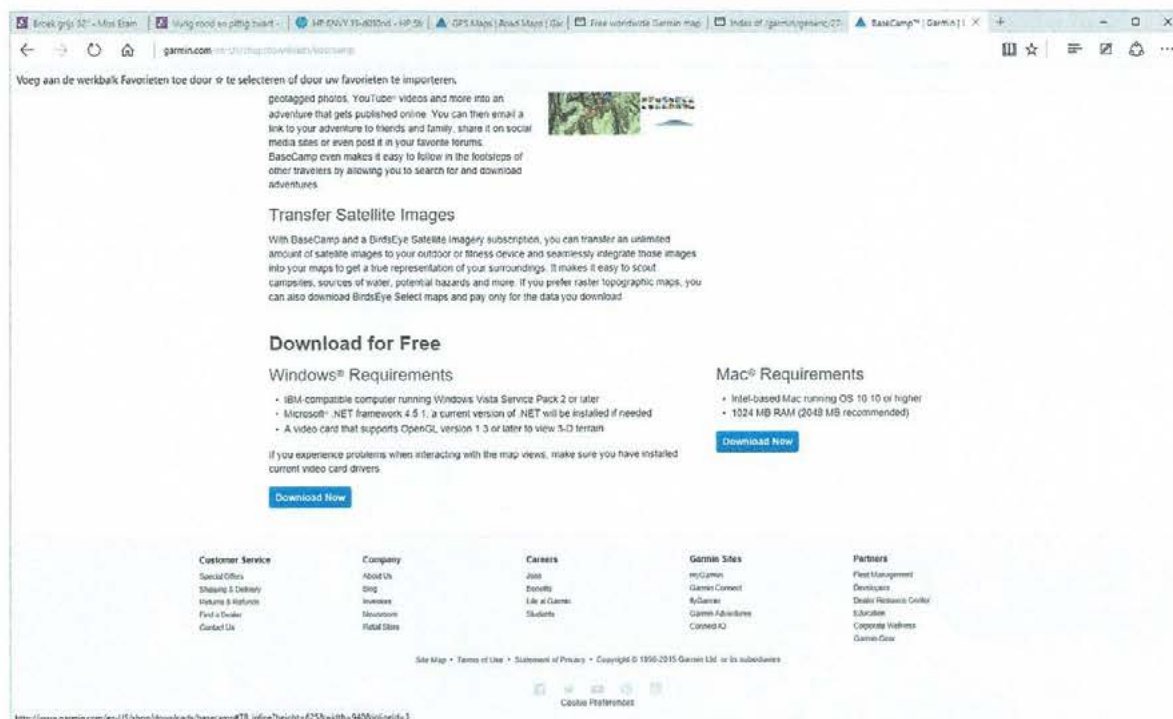 Broek grijs 32" - Miss Etam
HP ENVY 15-
GPS Maps | Road Maps | Gar
Free worldwide Garmin map
Index of /garmin/generic/
BaseCamp™ | Garmin |
garmin.com
Voeg aan de werkbalk Favorieten toe door ☆ te selecteren of door uw favorieten te importeren.
geotagged photos, YouTube® videos and more into an
adventure that gets published online. You can then email a
link to your adventure to friends and family, share it on social
media sites or even post it in your favorite forums.
BaseCamp even makes it easy to follow in the footsteps of
other travelers by allowing you to search for and download
adventures.
Transfer Satellite Images
With BaseCamp and a BirdsEye Satellite Imagery subscription, you can transfer an unlimited
amount of satellite images to your outdoor or fitness device and seamlessly integrate those images
into your maps to get a true representation of your surroundings. It makes it easy to scout
campsites, sources of water, potential hazards and more. If you prefer raster topographic maps, you
can also download BirdsEye Select maps and pay only for the data you download
Download for Free
Windows® Requirements
• IBM-compatible computer running Windows Vista Service Pack 2 or later
• Microsoft® .NET framework 4.5.1; a current version of .NET will be installed if needed
• A video card that supports OpenGL version 1.3 or later to view 3-D terrain
If you experience problems when interacting with the map views, make sure you have installed
current video card drivers
Download Now
Mac® Requirements
• Intel-based Mac running OS 10.10 or higher
• 1024 MB RAM (2048 MB recommended)
Download Now
Customer Service
Special Offers
Shipping & Delivery
Returns & Refunds
Find a Dealer
Contact Us
Company
About Us
Blog
Investors
Newsroom
Retail Store
Careers
Jobs
Benefits
Life at Garmin
Students
Garmin Sites
myGarmin
Garmin Connect
flyGarmin
Garmin Adventures
Connect IQ
Partners
Fleet Management
Developers
Dealer Resource Center
Education
Corporate Wellness
Garmin Gear
Site Map • Terms of Use • Statement of Privacy • Copyright © 1996-2015 Garmin Ltd. or its subsidiaries
Cookie Preferences